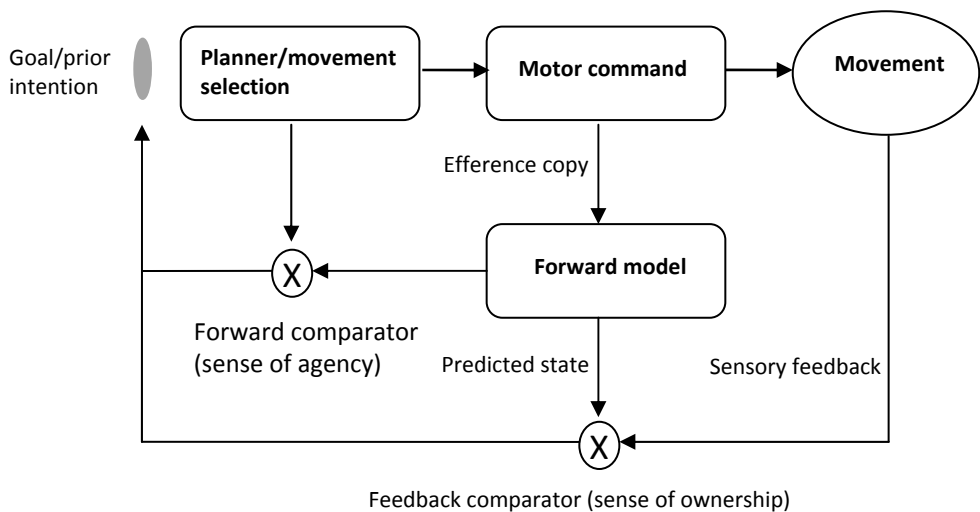 Goal/prior
intention
Planner/movement
selection
Motor command
Movement
Efference copy
Forward model
X
Forward comparator
(sense of agency)
Predicted state
Sensory feedback
X
Feedback comparator (sense of ownership)